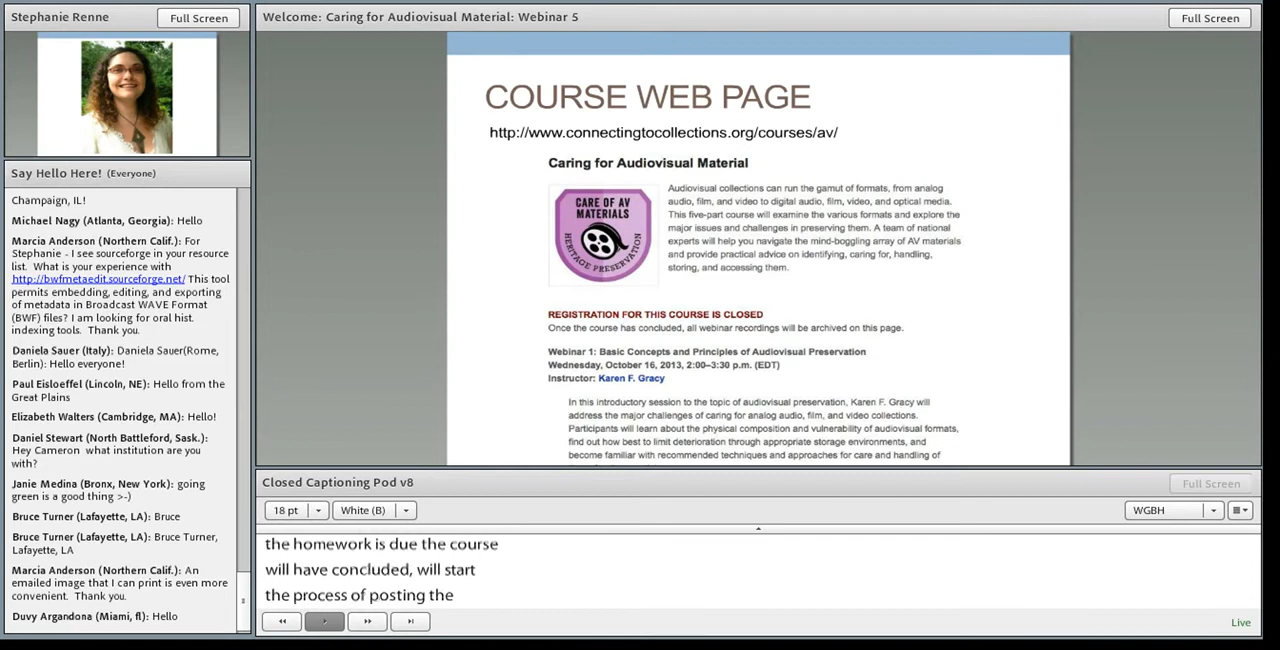 Stephanie Renne
Full Screen
Welcome: Caring for Audiovisual Material: Webinar 5
Full Screen
Say Hello Here! (Everyone)
Champaign, IL!
Michael Nagy (Atlanta, Georgia): Hello
Marcia Anderson (Northern Calif.): For
Stephanie - I see sourceforge in your resource
list. What is your experience with
http://bwfmetaedit.sourceforge.net/ This tool
permits embedding, editing, and exporting
of metadata in Broadcast WAVE Format
(BWF) files? I am looking for oral hist.
indexing tools. Thank you.
Daniela Sauer (Italy): Daniela Sauer(Rome,
Berlin): Hello everyone!
Paul Eisloeffel (Lincoln, NE): Hello from the
Great Plains
Elizabeth Walters (Cambridge, MA): Hello!
Daniel Stewart (North Battleford, Sask.):
Hey Cameron what institution are you
with?
Janie Medina (Bronx, New York): going
green is a good thing >-)
Bruce Turner (Lafayette, LA): Bruce
Bruce Turner (Lafayette, LA): Bruce Turner,
Lafayette, LA
Marcia Anderson (Northern Calif.): An
emailed image that I can print is even more
convenient. Thank you.
Duvy Argandona (Miami, fl): Hello
COURSE WEB PAGE
http://www.connectingtocollections.org/courses/av/
Caring for Audiovisual Material
CARE OF AV
MATERIALS
HERITAGE PRESERVATION
Audiovisual collections can run the gamut of formats, from analog
audio, film, and video to digital audio, film, video, and optical media.
This five-part course will examine the various formats and explore the
major issues and challenges in preserving them. A team of national
experts will help you navigate the mind-boggling array of AV materials
and provide practical advice on identifying, caring for, handling,
storing, and accessing them.
REGISTRATION FOR THIS COURSE IS CLOSED
Once the course has concluded, all webinar recordings will be archived on this page.
Webinar 1: Basic Concepts and Principles of Audiovisual Preservation
Wednesday, October 16, 2013, 2:00–3:30 p.m. (EDT)
Instructor: Karen F. Gracy
In this introductory session to the topic of audiovisual preservation, Karen F. Gracy will
address the major challenges of caring for analog audio, film, and video collections.
Participants will learn about the physical composition and vulnerability of audiovisual formats,
find out how best to limit deterioration through appropriate storage environments, and
become familiar with recommended techniques and approaches for care and handling of
Closed Captioning Pod v8
Full Screen
18 pt
White (B)
WGBH
the homework is due the course
will have concluded, will start
the process of posting the
Live